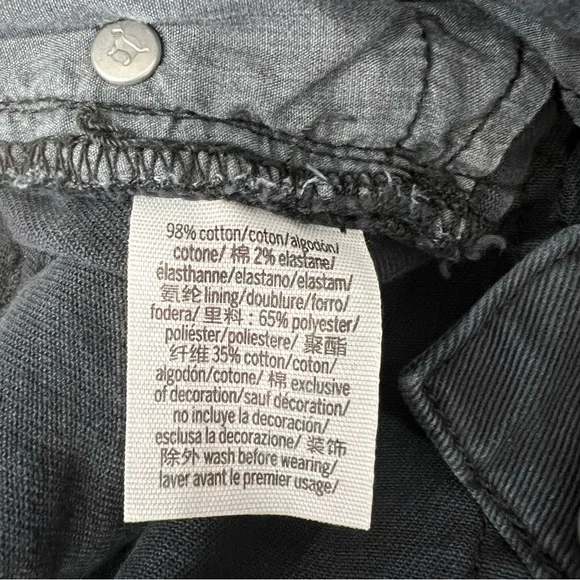 98% cotton/coton/algodón/
cotone/ 棉 2% elastane/
élasthanne/elastano/elastam/
氨纶 lining/doublure/forro/
fodera/ 里料 : 65% polyester/
poliéster/poliestere/ 聚酯
纤维 35% cotton/coton/
algodón/cotone/ 棉 exclusive
of decoration/sauf décoration/
no incluye la decoración/
esclusa la decorazione/ 装饰
除外 wash before wearing/
laver avant le premier usage/